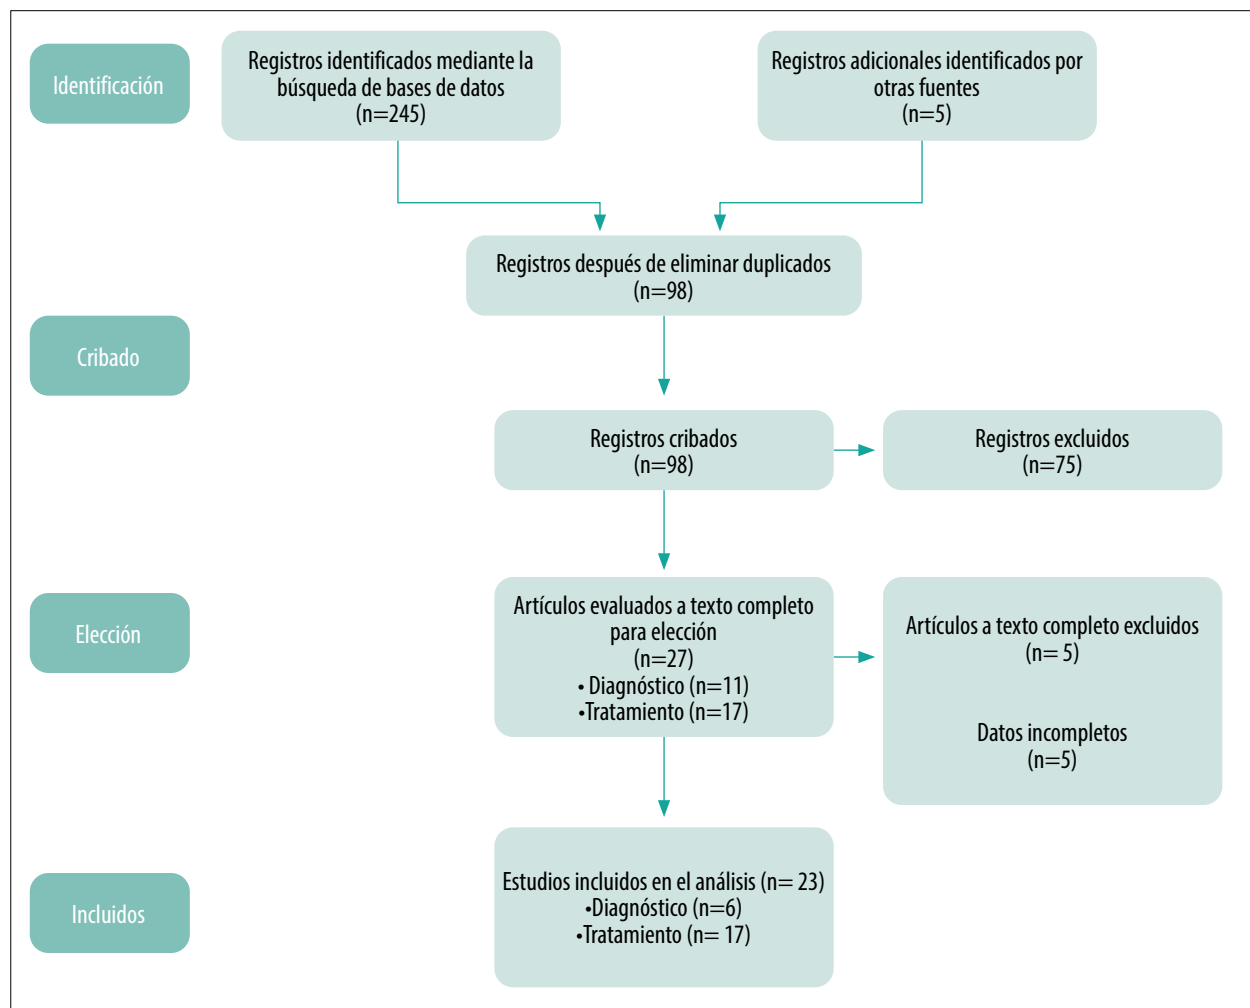 Identificación
Registros identificados mediante la
búsqueda de bases de datos
(n=245)
Registros adicionales identificados por
otras fuentes
(n=5)
Registros después de eliminar duplicados
(n=98)
Cribado
Registros cribados
(n=98)
Registros excluidos
(n=75)
Elección
Artículos evaluados a texto completo
para elección
(n=27)
• Diagnóstico (n=11)
•Tratamiento (n=17)
Artículos a texto completo excluidos
(n= 5)
Datos incompletos
(n=5)
Incluidos
Estudios incluidos en el análisis (n= 23)
•Diagnóstico (n=6)
•Tratamiento (n= 17)